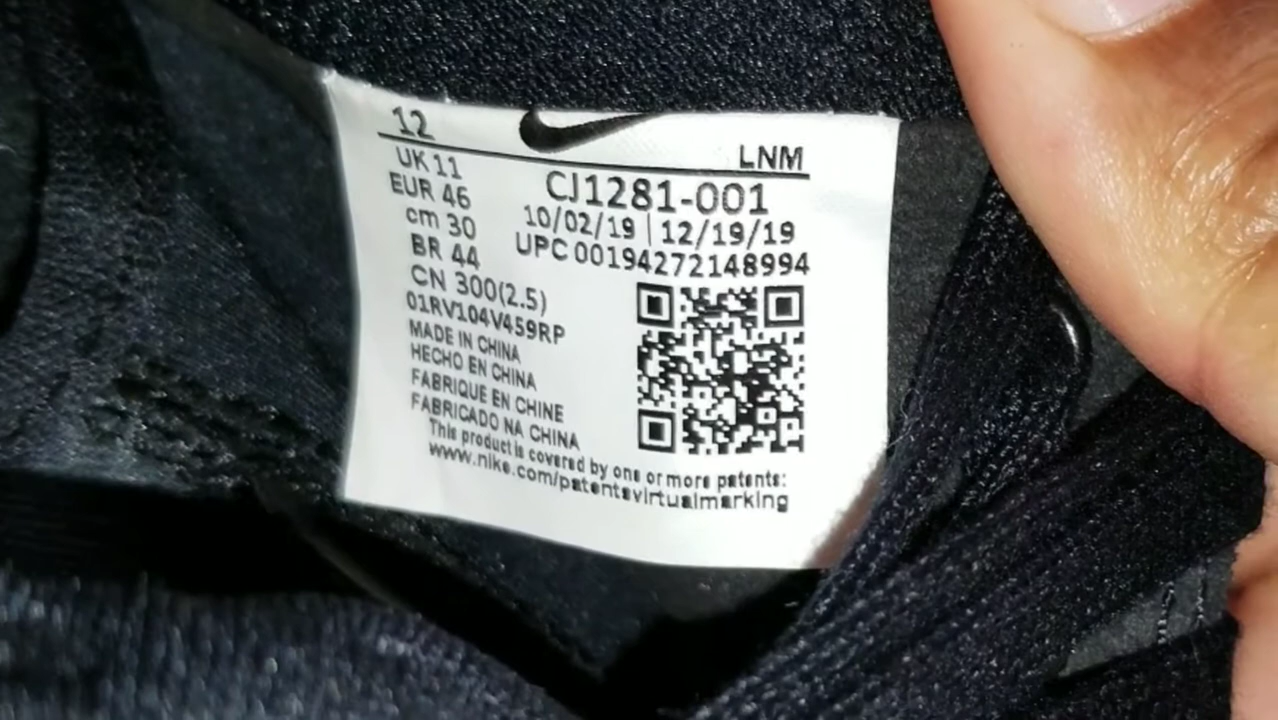 12
LNM
UK 11
EUR 46
cm 30
BR 44
CN 300(2.5)
CJ1281-001
10/02/19 | 12/19/19
UPC 00194272148994
01RV104V459RP
MADE IN CHINA
HECHO EN CHINA
FABRIQUE EN CHINE
FABRICADO NA CHINA
This product is covered by one or more patents:
www.nike.com/patentsvirtualmarking